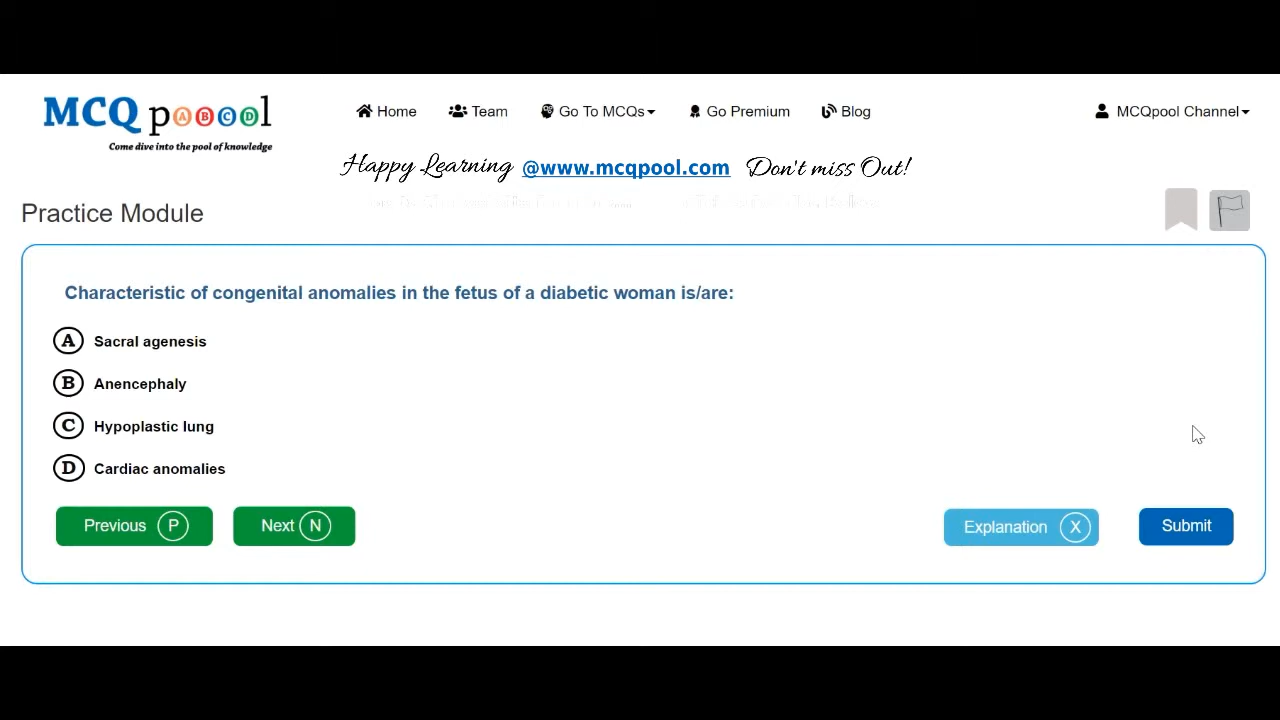 MCQ pABCDl
Come dive into the pool of knowledge
Home Team Go To MCQs Go Premium Blog MCQpool Channel
Happy Learning @www.mcqpool.com Don't miss Out!
Practice Module
Characteristic of congenital anomalies in the fetus of a diabetic woman is/are:
A Sacral agenesis
B Anencephaly
C Hypoplastic lung
D Cardiac anomalies
Previous P Next N Explanation X Submit